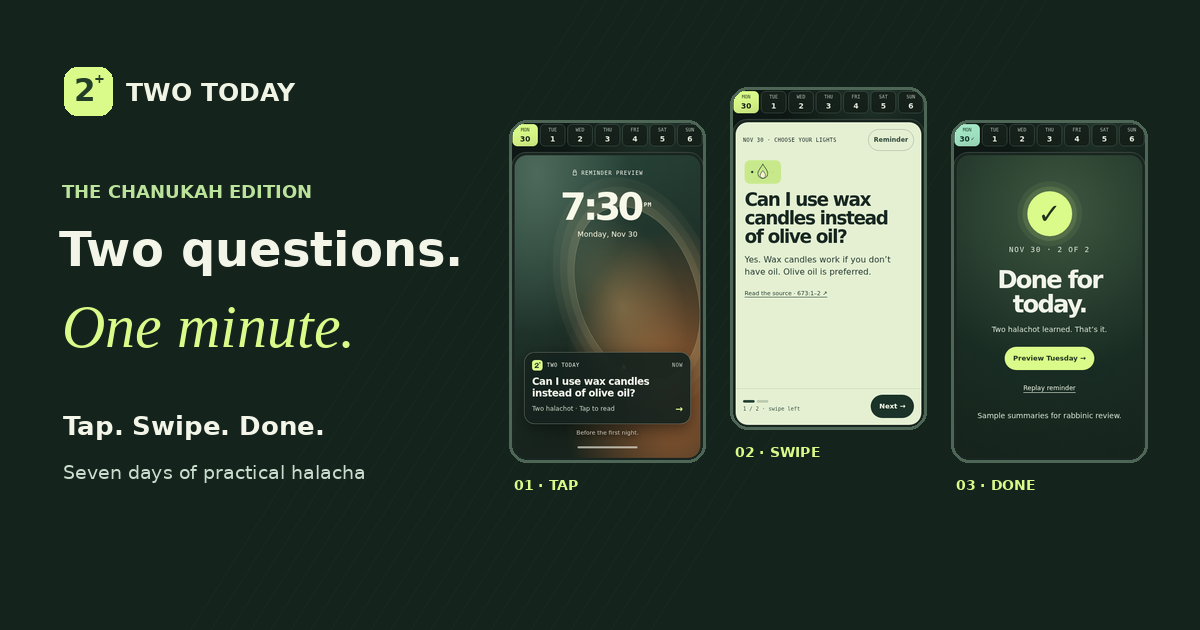 2+ TWO TODAY
THE CHANUKAH EDITION
Two questions.
One minute.
Tap. Swipe. Done.
Seven days of practical halacha
MON TUE WED THU FRI SAT SUN
30 1 2 3 4 5 6
REMINDER PREVIEW
7:30 PM
Monday, Nov 30
2+ TWO TODAY NOW
Can I use wax candles
instead of olive oil?
Two halachot · Tap to read →
Before the first night.
01 · TAP
MON TUE WED THU FRI SAT SUN
30 1 2 3 4 5 6
NOV 30 · CHOOSE YOUR LIGHTS Reminder
Can I use wax
candles instead
of olive oil?
Yes. Wax candles work if you don’t
have oil. Olive oil is preferred.
Read the source · 673:1–2 ↗
1 / 2 · swipe left
Next →
02 · SWIPE
MON TUE WED THU FRI SAT SUN
30 ✓ 1 2 3 4 5 6
✓
NOV 30 · 2 OF 2
Done for
today.
Two halachot learned. That’s it.
Preview Tuesday →
Replay reminder
Sample summaries for rabbinic review.
03 · DONE